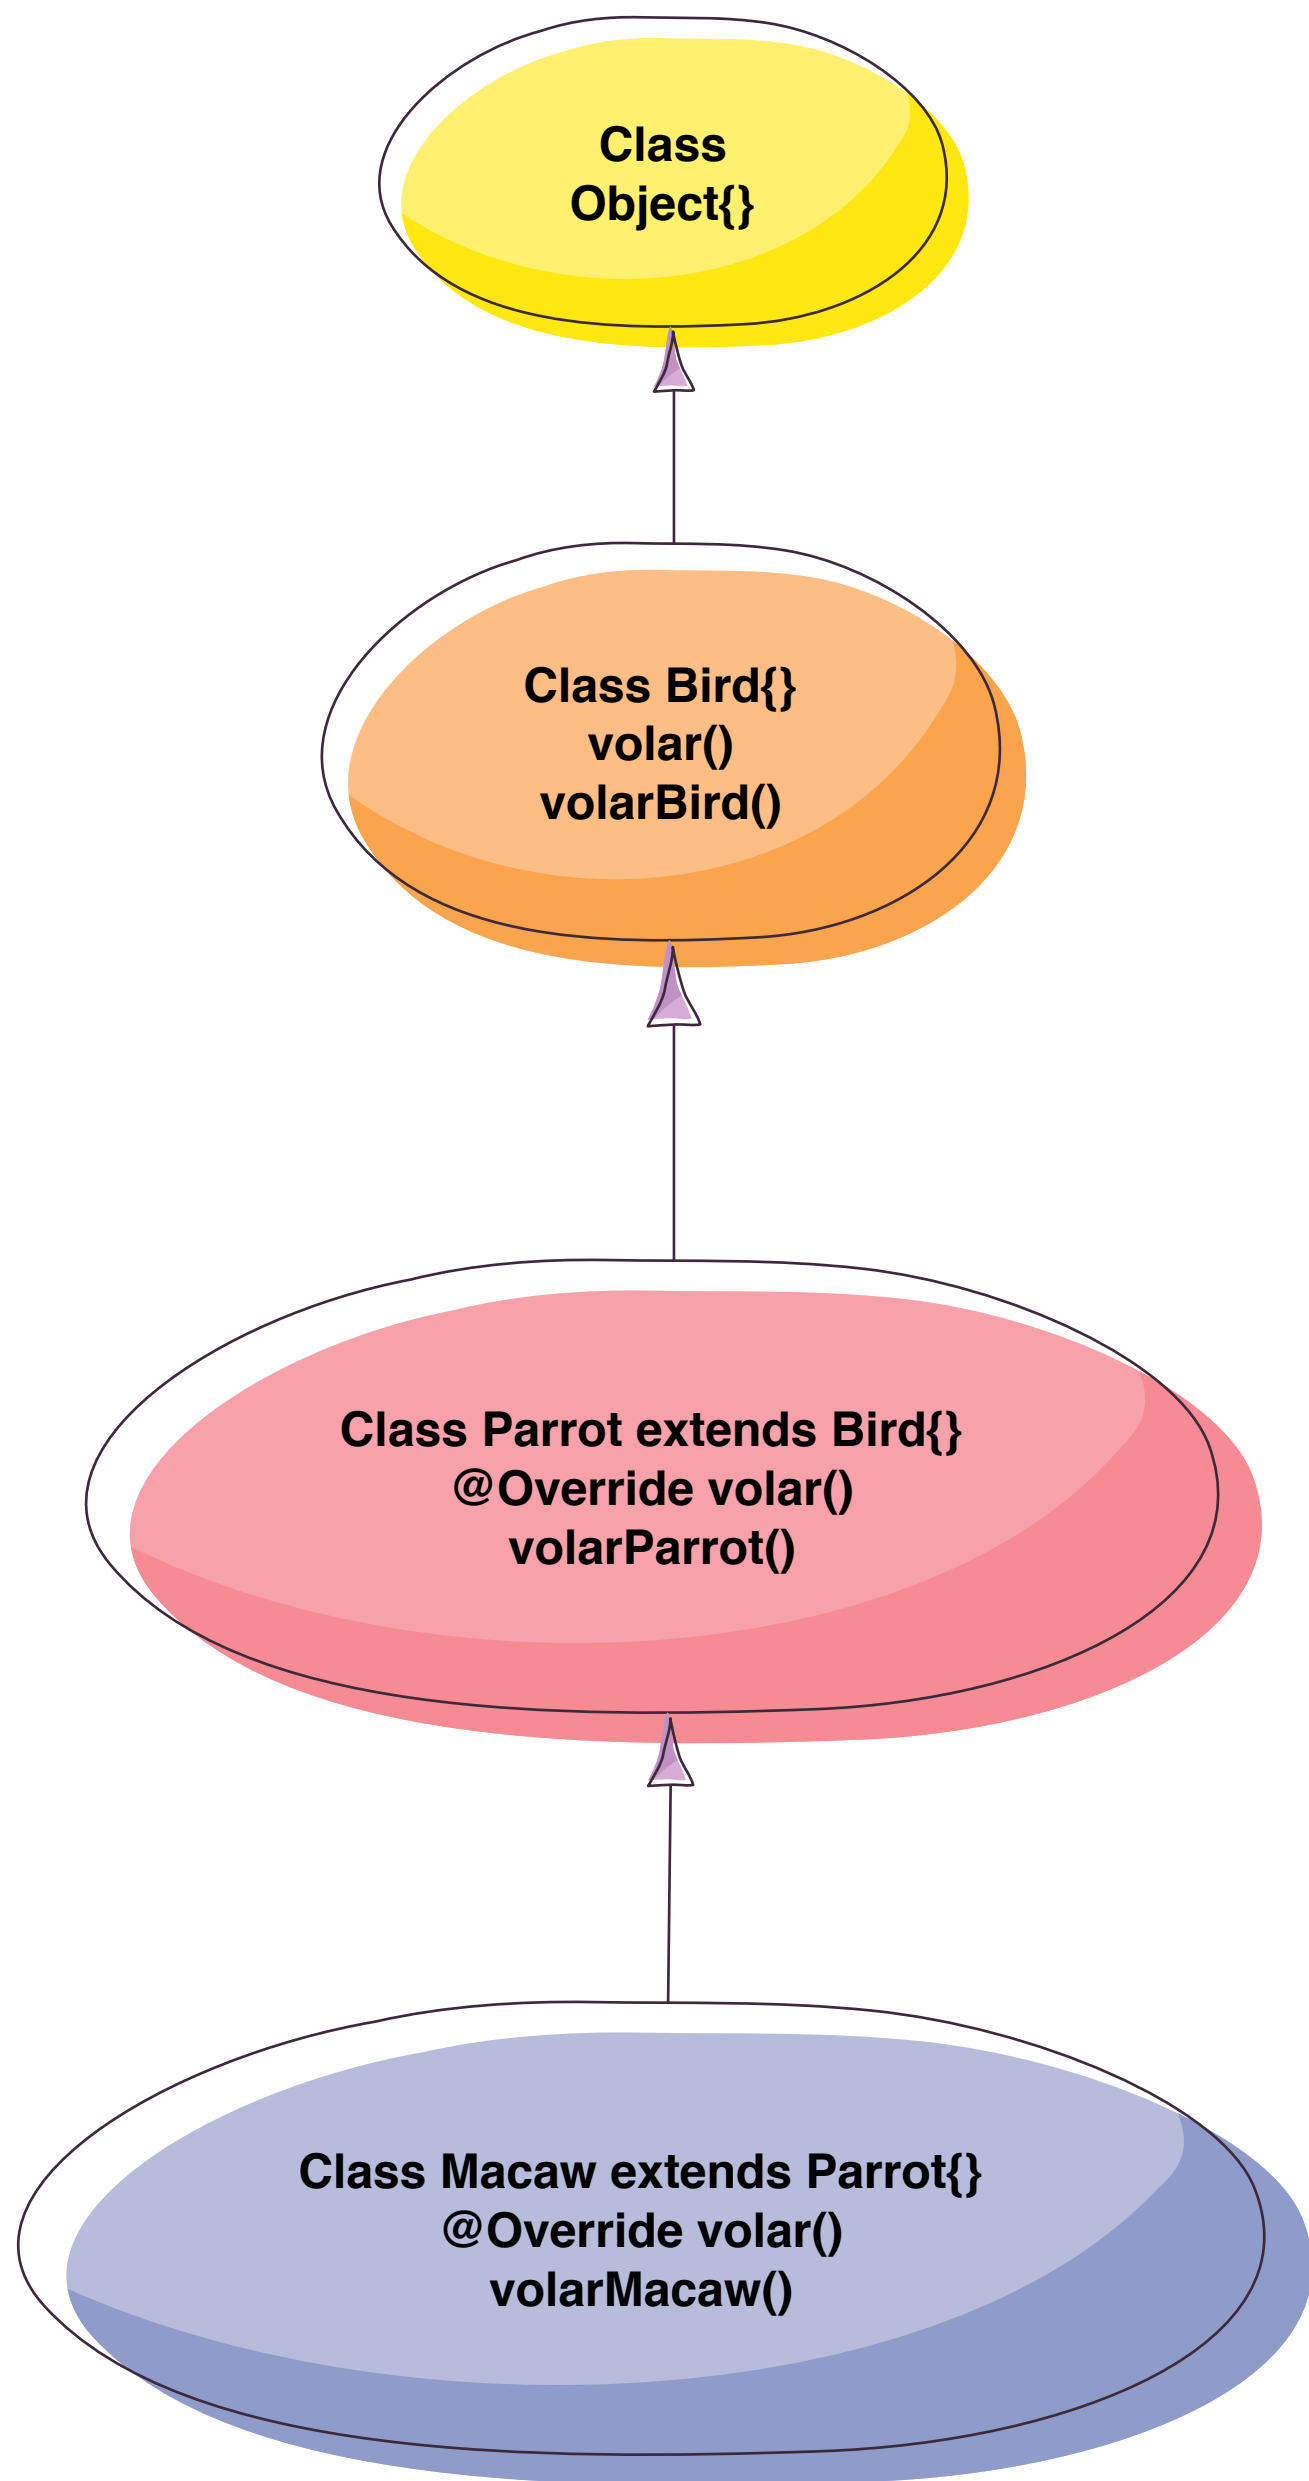 Class
Object{}
Class Bird{}
volar()
volarBird()
Class Parrot extends Bird{}
@Override volar()
volarParrot()
Class Macaw extends Parrot{}
@Override volar()
volarMacaw()